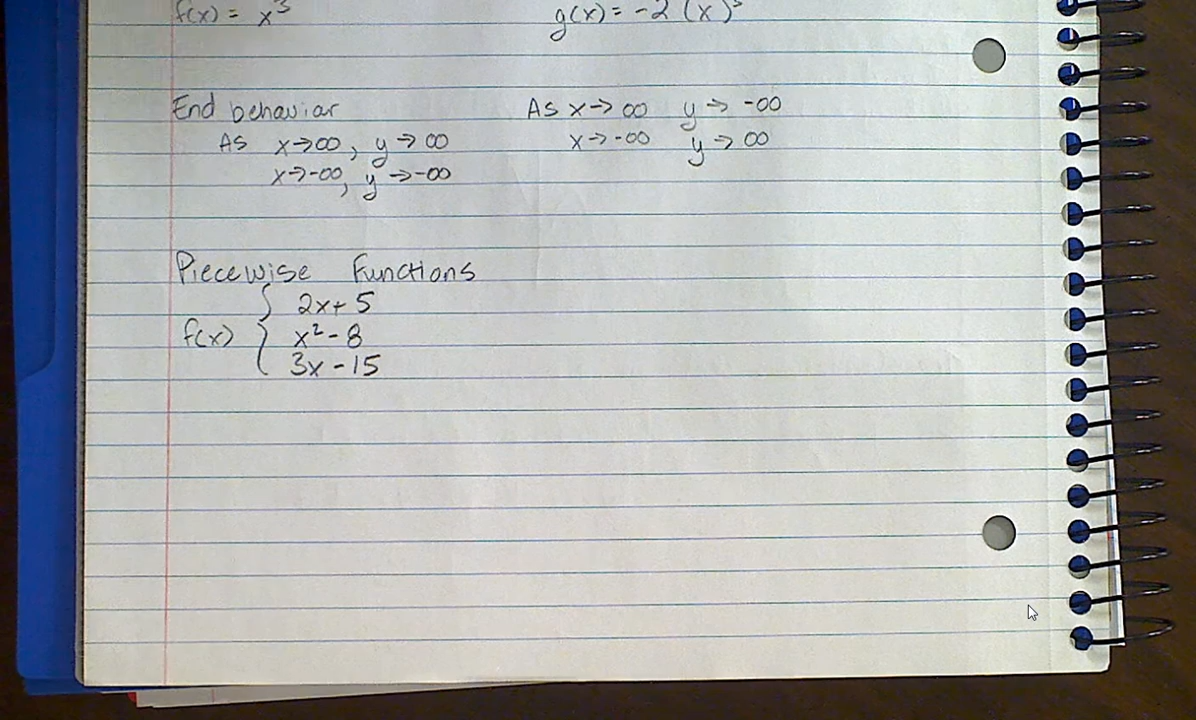 f(x) = x³ g(x) = -2 (x)³
End behavior As x → ∞ y → -∞
As x → ∞, y → ∞ x → -∞ y → ∞
x → -∞, y → -∞
Piecewise Functions
2x + 5
f(x) { x² - 8
3x - 15